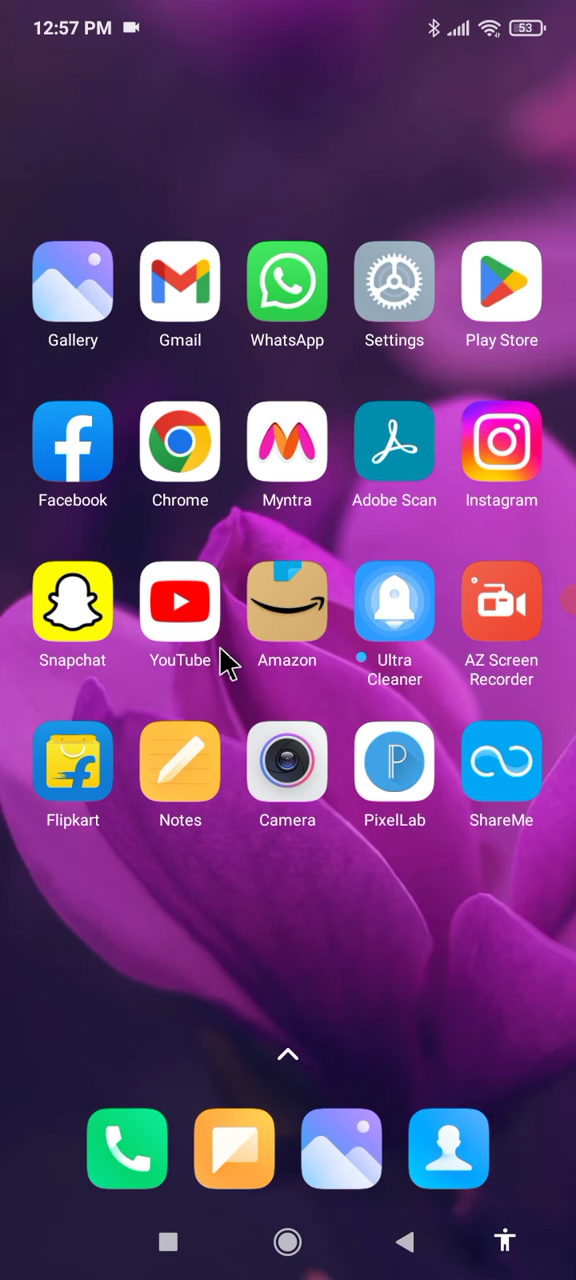 12:57 PM 53
Gallery Gmail WhatsApp Settings Play Store
Facebook Chrome Myntra Adobe Scan Instagram
Snapchat YouTube Amazon Ultra AZ Screen
Cleaner Recorder
Flipkart Notes Camera PixelLab ShareMe